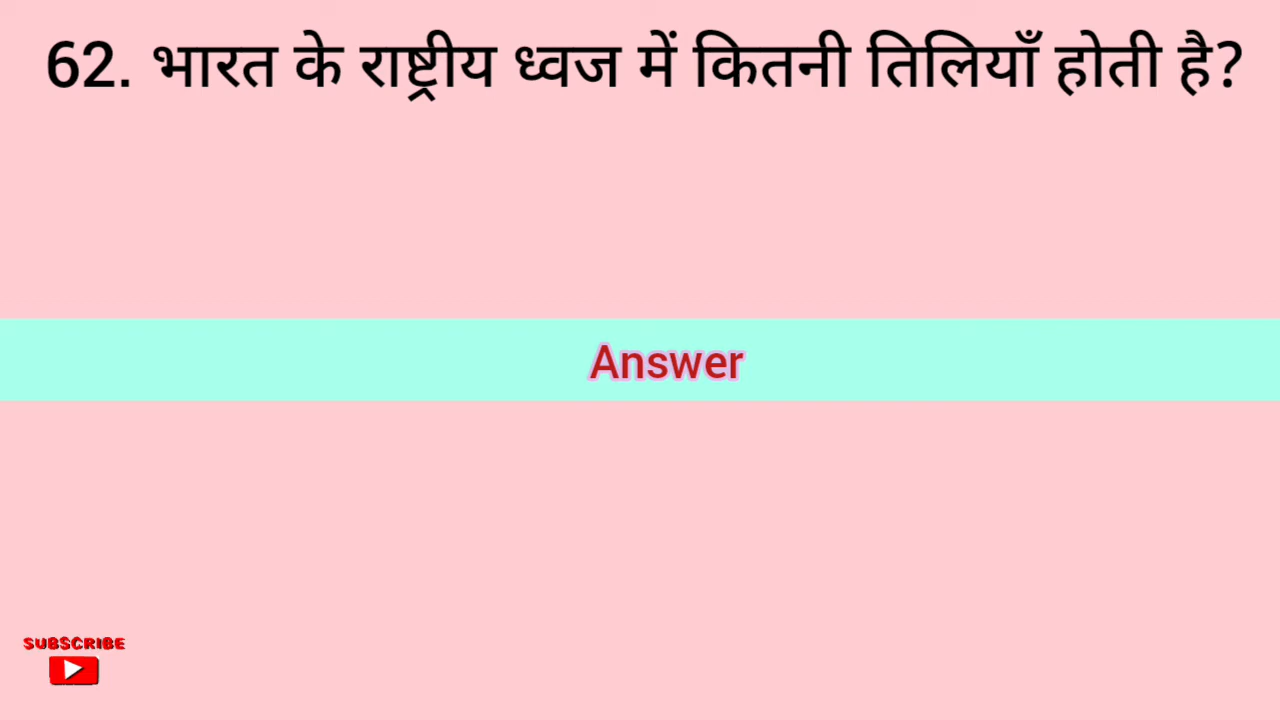 62. भारत के राष्ट्रीय ध्वज में कितनी तिलियाँ होती है?
Answer
SUBSCRIBE